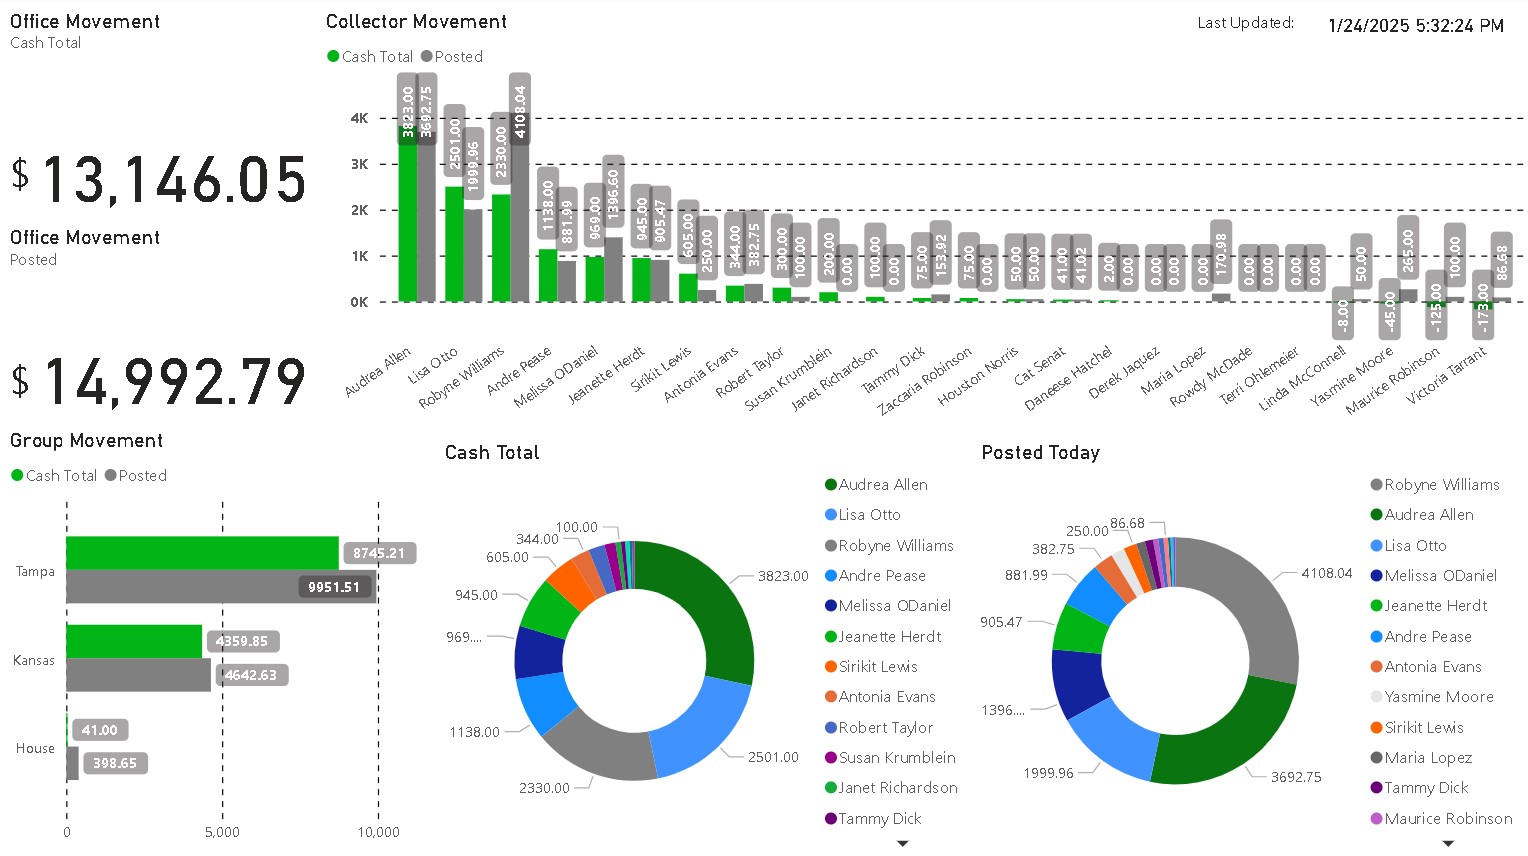 Office Movement
Cash Total
$ 13,146.05
Office Movement
Posted
$ 14,992.79
Collector Movement
Last Updated:
1/24/2025 5:32:24 PM
Cash Total
Posted
4K
3K
2K
1K
0K
3823.00
3692.75
2501.00
1999.96
2330.00
4108.04
1138.00
881.99
969.00
1396.60
945.00
905.47
605.00
250.00
344.00
382.75
300.00
100.00
200.00
0.00
100.00
0.00
75.00
153.92
75.00
0.00
50.00
50.00
41.00
41.02
2.00
0.00
0.00
0.00
0.00
170.98
0.00
0.00
0.00
0.00
-8.00
50.00
-45.00
265.00
-125.00
100.00
-173.00
86.68
Audrea Allen
Lisa Otto
Robyne Williams
Andre Pease
Melissa ODaniel
Jeanette Herdt
Sirikit Lewis
Antonia Evans
Robert Taylor
Susan Krumblein
Janet Richardson
Tammy Dick
Zaccaria Robinson
Houston Norris
Cat Senat
Daneese Hatchel
Derek Jaquez
Maria Lopez
Rowdy McDade
Terri Ohlemeier
Linda McConnell
Yasmine Moore
Maurice Robinson
Victoria Tarrant
Group Movement
Cash Total
Posted
Tampa
8745.21
9951.51
Kansas
4359.85
4642.63
House
41.00
398.65
0
5,000
10,000
Cash Total
100.00
344.00
605.00
945.00
969....
1138.00
2330.00
2501.00
3823.00
Audrea Allen
Lisa Otto
Robyne Williams
Andre Pease
Melissa ODaniel
Jeanette Herdt
Sirikit Lewis
Antonia Evans
Robert Taylor
Susan Krumblein
Janet Richardson
Tammy Dick
Posted Today
86.68
250.00
382.75
881.99
905.47
1396....
1999.96
3692.75
4108.04
Robyne Williams
Audrea Allen
Lisa Otto
Melissa ODaniel
Jeanette Herdt
Andre Pease
Antonia Evans
Yasmine Moore
Sirikit Lewis
Maria Lopez
Tammy Dick
Maurice Robinson